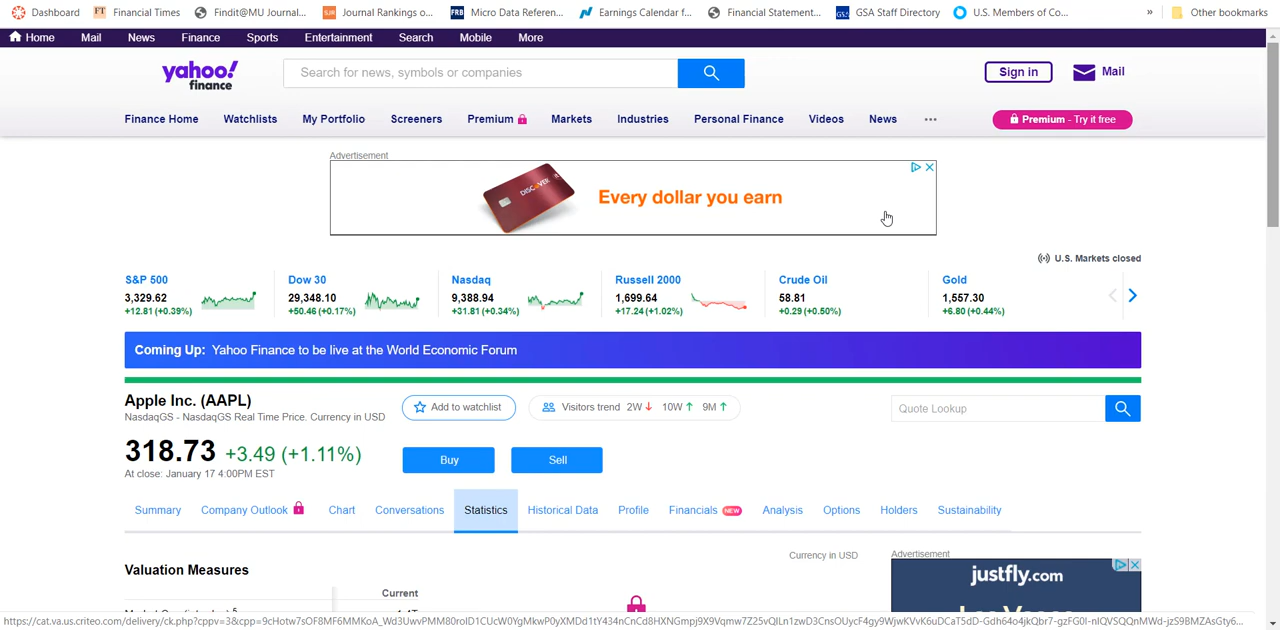 Dashboard Financial Times Findit@MU Journal... Journal Rankings o... Micro Data Referen... Earnings Calendar f... Financial Statement... GSA Staff Directory U.S. Members of Co... » Other bookmarks
Home Mail News Finance Sports Entertainment Search Mobile More
yahoo!
finance
Search for news, symbols or companies
Sign in Mail
Finance Home Watchlists My Portfolio Screeners Premium Markets Industries Personal Finance Videos News ··· Premium - Try it free
Advertisement
DISCOVER
Every dollar you earn
U.S. Markets closed
S&P 500 Dow 30 Nasdaq Russell 2000 Crude Oil Gold
3,329.62 29,348.10 9,388.94 1,699.64 58.81 1,557.30
+12.81 (+0.39%) +50.46 (+0.17%) +31.81 (+0.34%) +17.24 (+1.02%) +0.29 (+0.50%) +6.80 (+0.44%)
Coming Up: Yahoo Finance to be live at the World Economic Forum
Apple Inc. (AAPL)
NasdaqGS - NasdaqGS Real Time Price. Currency in USD
Add to watchlist Visitors trend 2W↓ 10W↑ 9M↑ Quote Lookup
318.73 +3.49 (+1.11%)
At close: January 17 4:00PM EST
Buy Sell
Summary Company Outlook Chart Conversations Statistics Historical Data Profile Financials NEW Analysis Options Holders Sustainability
Currency in USD Advertisement
Valuation Measures
justfly.com
Current